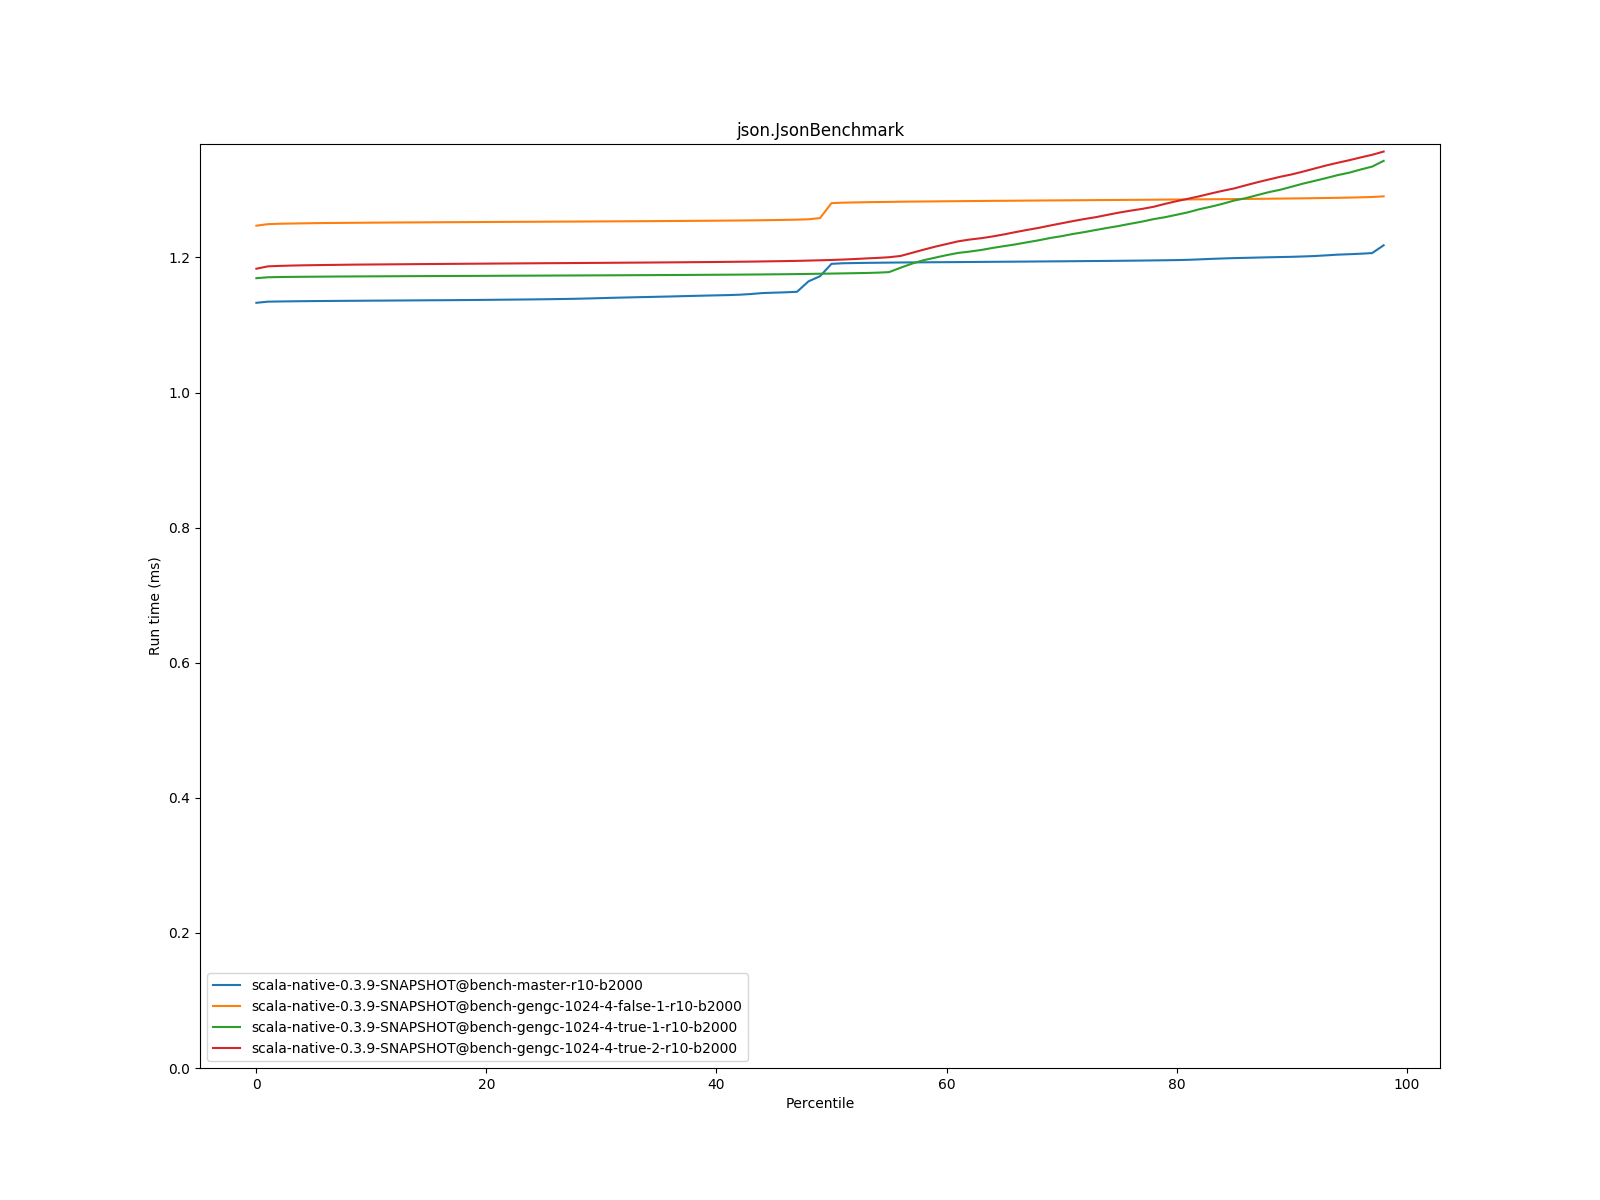 json.JsonBenchmark
1.2
1.0
0.8
0.6
0.4
0.2
0.0
Run time (ms)
scala-native-0.3.9-SNAPSHOT@bench-master-r10-b2000
scala-native-0.3.9-SNAPSHOT@bench-gengc-1024-4-false-1-r10-b2000
scala-native-0.3.9-SNAPSHOT@bench-gengc-1024-4-true-1-r10-b2000
scala-native-0.3.9-SNAPSHOT@bench-gengc-1024-4-true-2-r10-b2000
0 20 40 60 80 100
Percentile